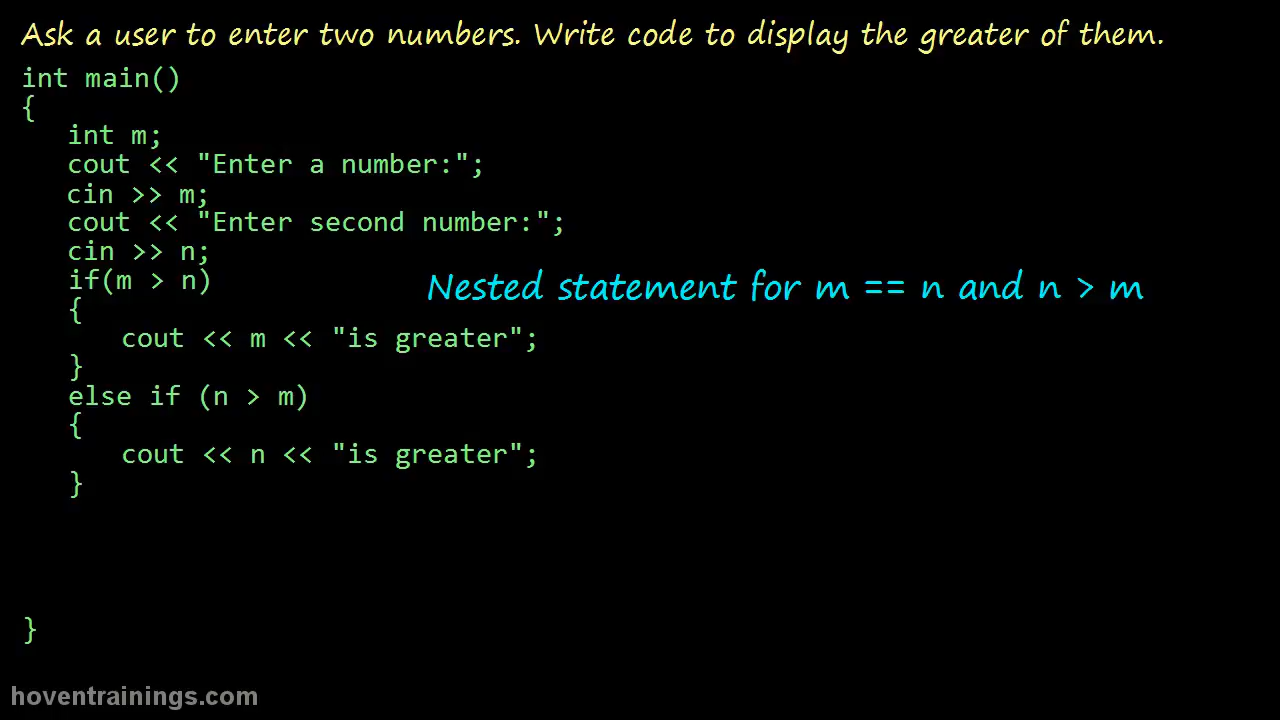 Ask a user to enter two numbers. Write code to display the greater of them.
int main()
{
int m;
cout << "Enter a number:";
cin >> m;
cout << "Enter second number:";
cin >> n;
if(m > n)
Nested statement for m == n and n > m
{
cout << m << "is greater";
}
else if (n > m)
{
cout << n << "is greater";
}
}
hoventrainings.com